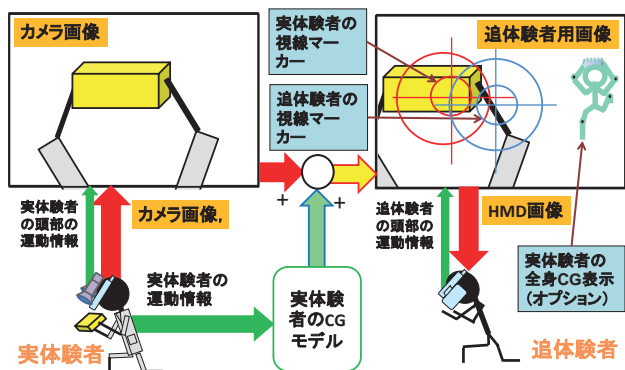 カメラ画像
実体験者の
視線マー
カー
追体験者の
視線マー
カー
追体験者用画像
+
+
実体験者
の頭部の
運動情報
カメラ画像,
追体験者
の頭部の
運動情報
HMD画像
実体験者の
運動情報
実体験
者のCG
モデル
実体験者の
全身CG表示
(オプション)
実体験者
追体験者